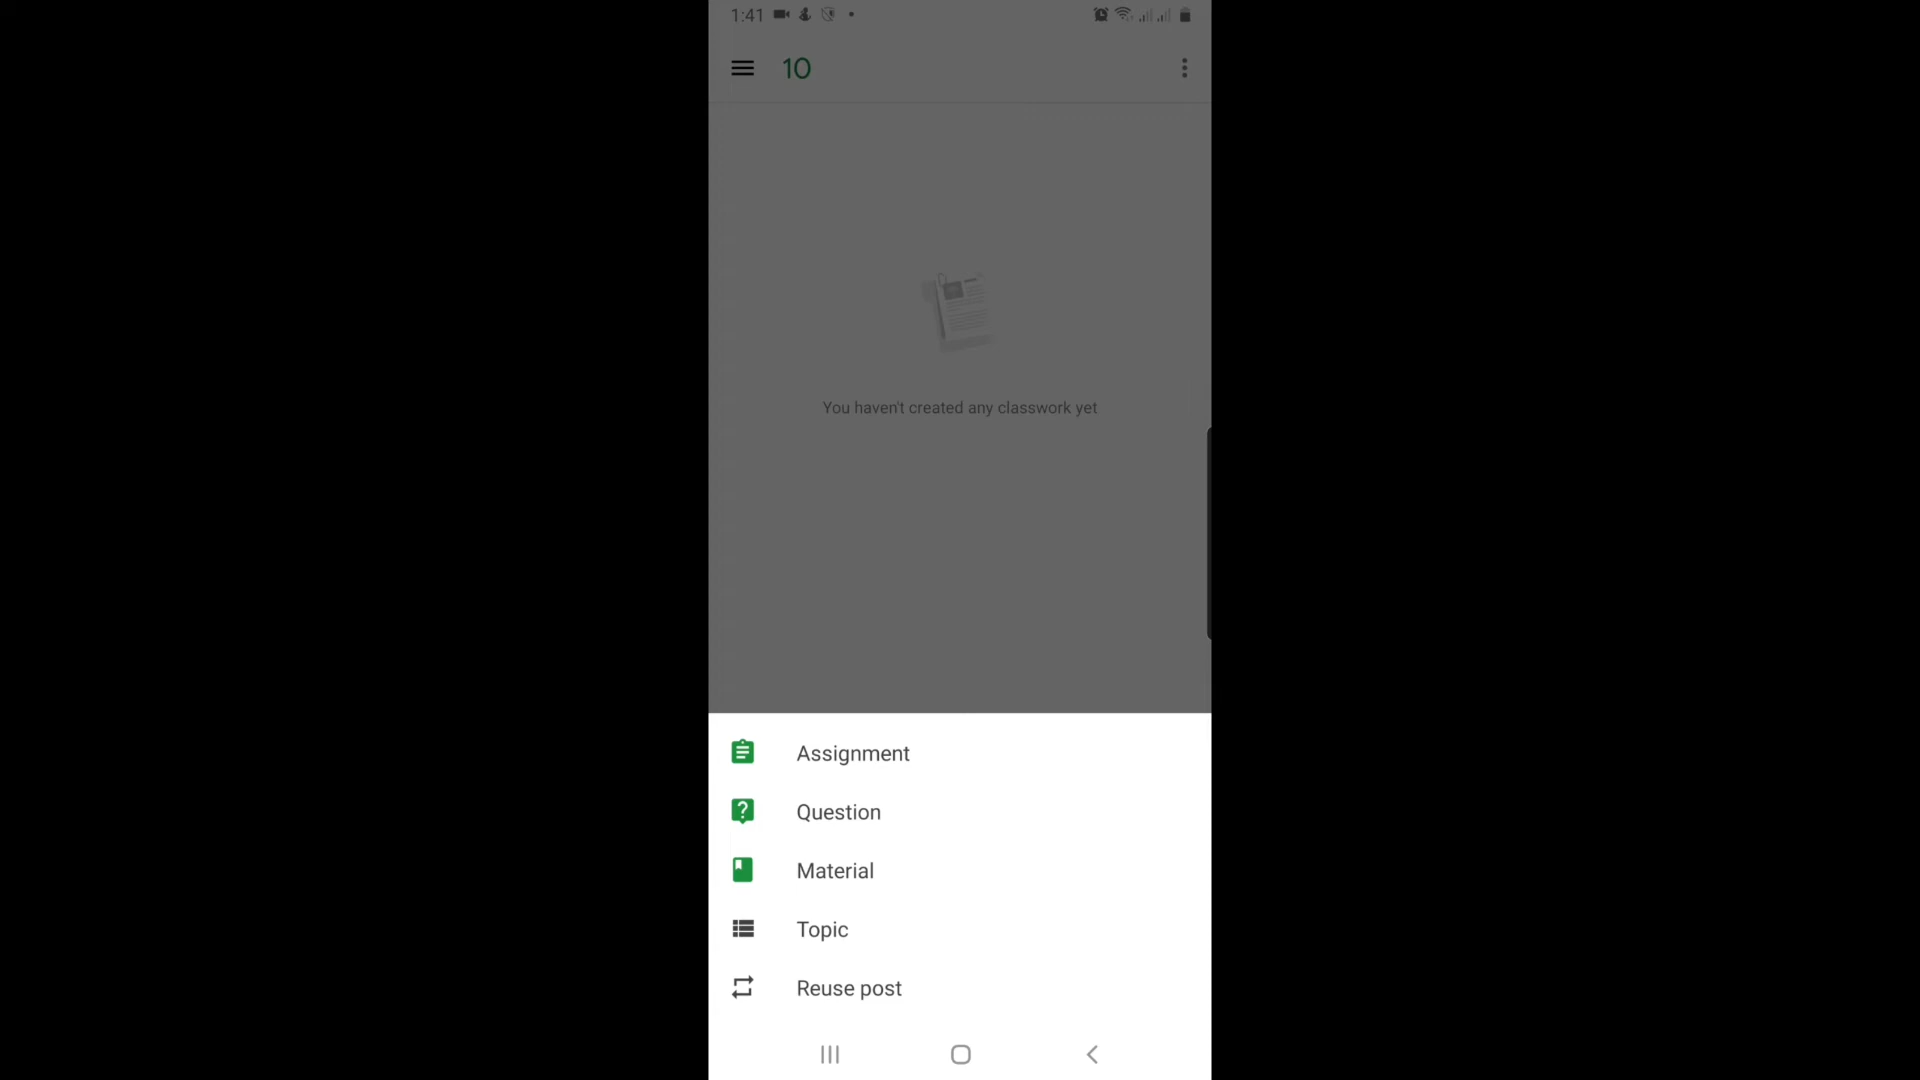 1:41
10
You haven't created any classwork yet
Assignment
Question
Material
Topic
Reuse post